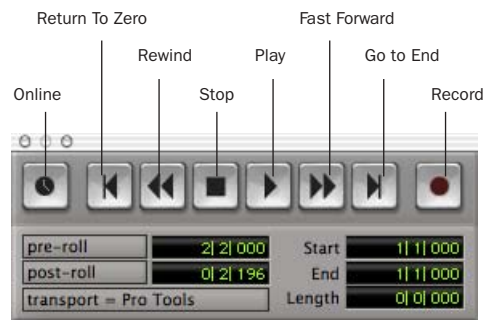 Return To Zero Fast Forward
Rewind Play Go to End
Online Stop Record
pre-roll 2| 2| 000 Start 1| 1| 000
post-roll 0| 2| 196 End 1| 1| 000
transport = Pro Tools Length 0| 0| 000